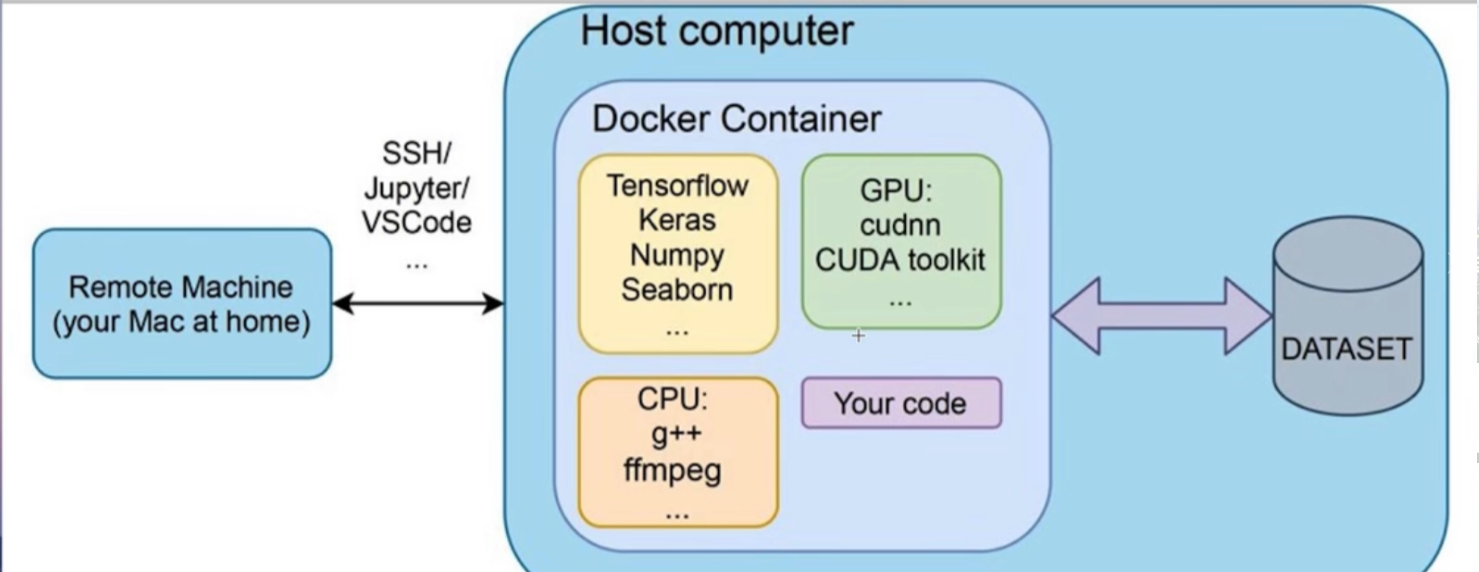 Host computer
Docker Container
SSH/
Jupyter/
VSCode
...
Remote Machine
(your Mac at home)
Tensorflow
Keras
Numpy
Seaborn
...
GPU:
cudnn
CUDA toolkit
...
CPU:
g++
ffmpeg
...
Your code
DATASET